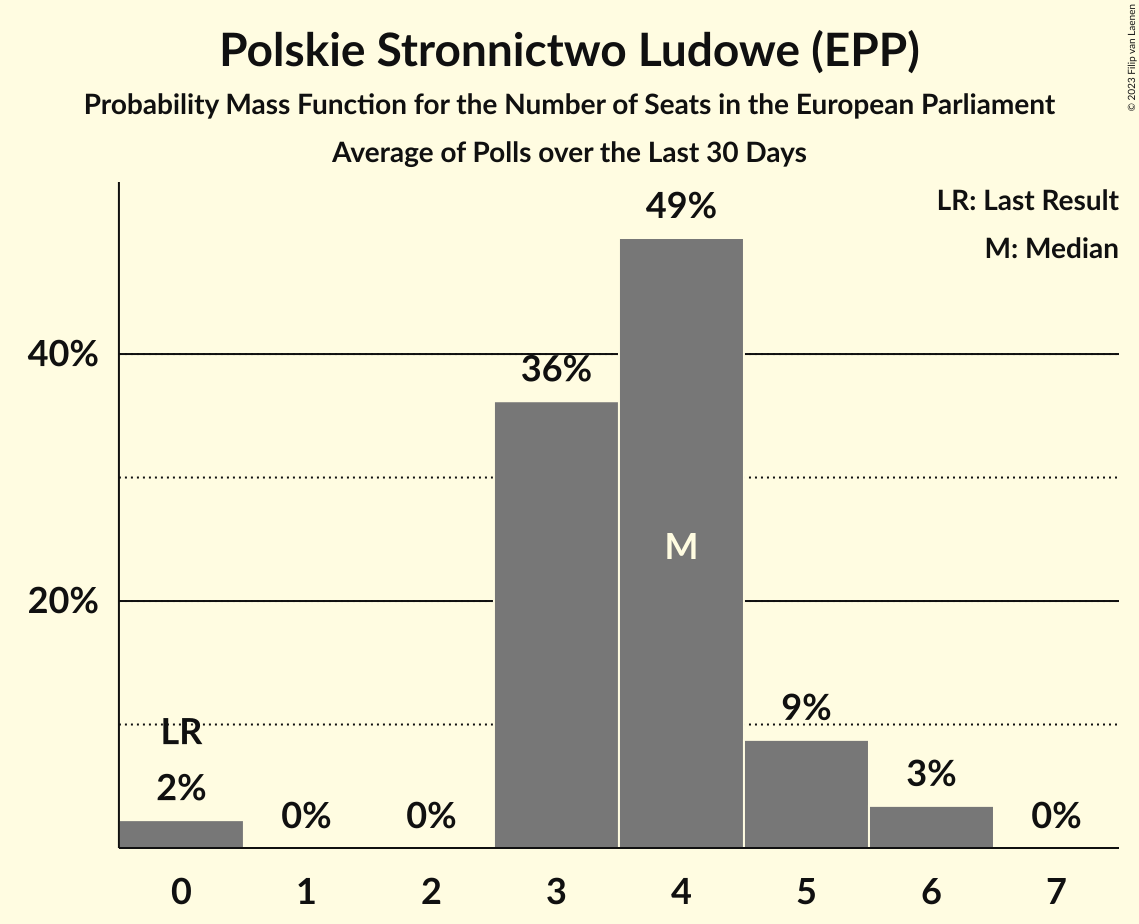 Polskie Stronnictwo Ludowe (EPP)
Probability Mass Function for the Number of Seats in the European Parliament
Average of Polls over the Last 30 Days
© 2023 Filip van Laenen
LR: Last Result
M: Median
49%
40%
36%
M
20%
9%
LR
3%
2%
0%
0%
0%
0 1 2 3 4 5 6 7